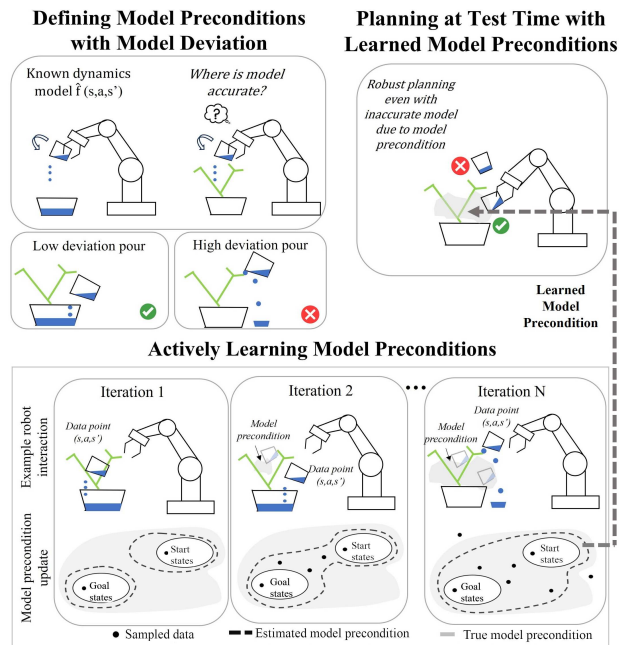 Defining Model Preconditions
with Model Deviation
Planning at Test Time with
Learned Model Preconditions
Known dynamics
model f̂ (s,a,s’)
Where is model
accurate?
?
Robust planning
even with
inaccurate model
due to model
precondition
Low deviation pour
High deviation pour
Learned
Model
Precondition
Actively Learning Model Preconditions
Example robot
interaction
Iteration 1
Data point
(s,a,s’)
Iteration 2
Model
precondition
Data point
(s,a,s’)
•••
Iteration N
Data point
(s,a,s’)
Model
precondition
Model precondition
update
Start
states
Goal
states
Start
states
Goal
states
Start
states
Goal
states
Sampled data
Estimated model precondition
True model precondition